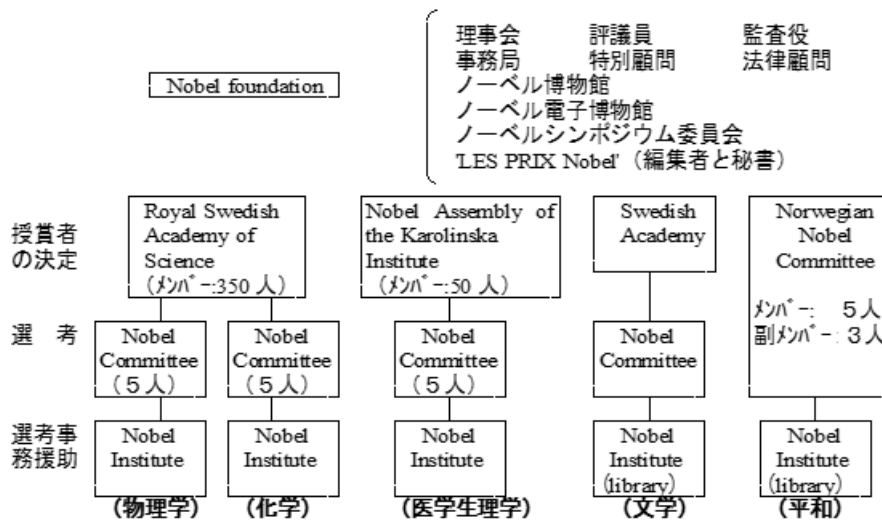 理事会 評議員 監査役
事務局 特別顧問 法律顧問
Nobel foundation
ノーベル博物館
ノーベル電子博物館
ノーベルシンポジウム委員会
'LES PRIX Nobel'（編集者と秘書）
授賞者
の決定
Royal Swedish
Academy of
Science
（ﾒﾝﾊﾞｰ:350 人）
Nobel Assembly of
the Karolinska
Institute
（ﾒﾝﾊﾞｰ:50 人）
Swedish
Academy
Norwegian
Nobel
Committee
ﾒﾝﾊﾞｰ: ５人
副ﾒﾝﾊﾞｰ: ３人
選 考
Nobel
Committee
（５人）
Nobel
Committee
（５人）
Nobel
Committee
（５人）
Nobel
Committee
選考事
務援助
Nobel
Institute
Nobel
Institute
Nobel
Institute
Nobel
Institute
(library)
Nobel
Institute
(library)
（物理学）
（化学）
（医学生理学）
（文学）
（平和）